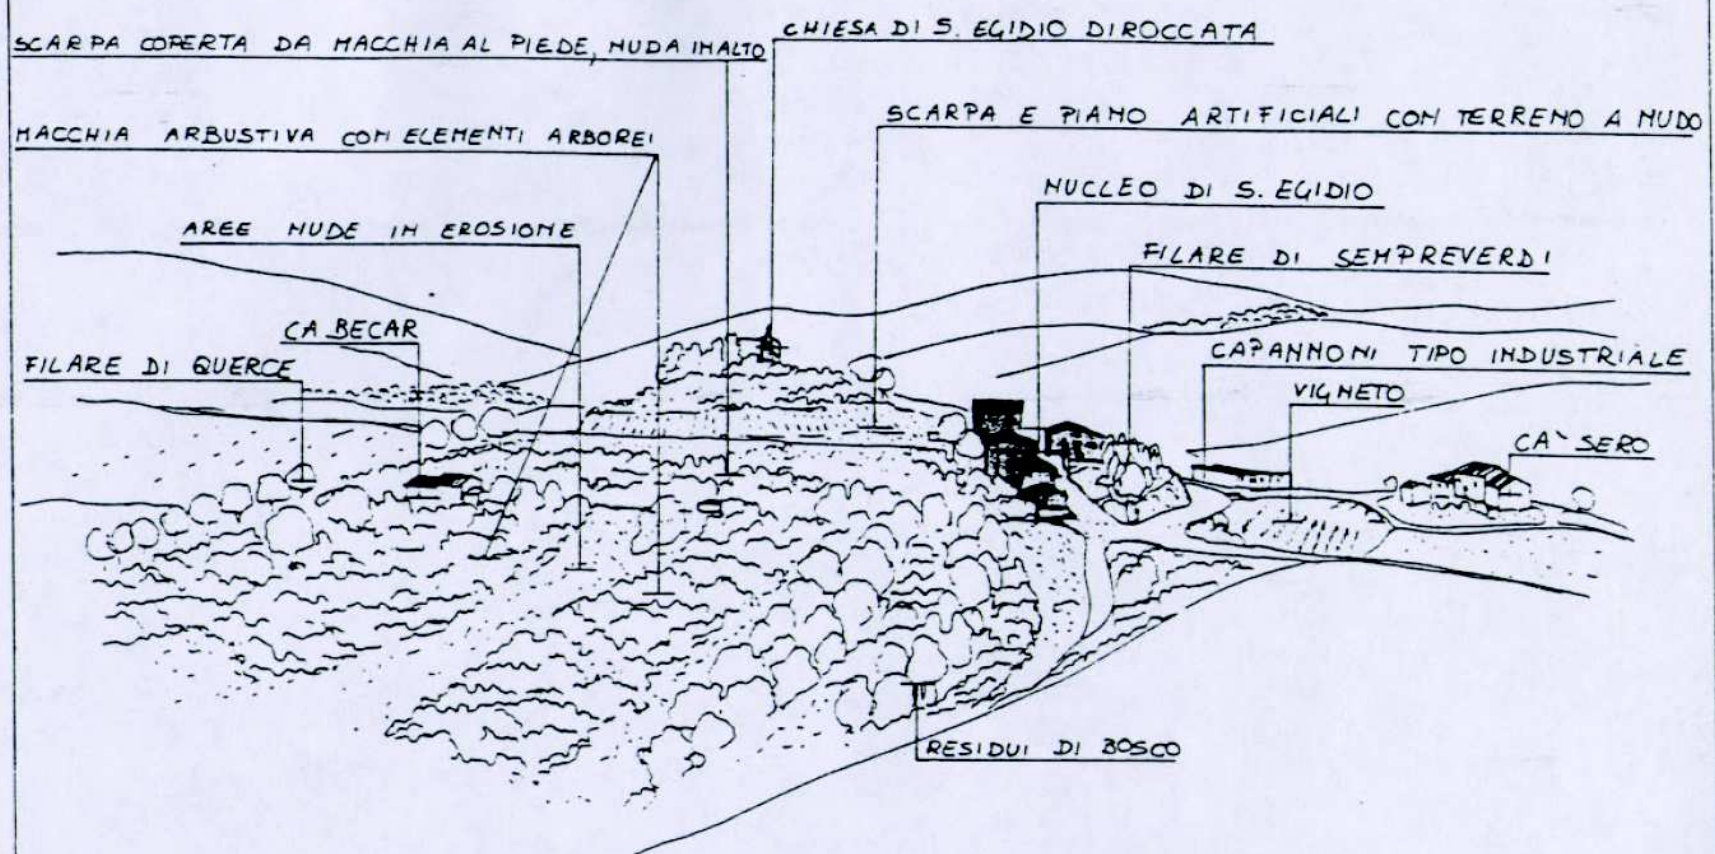 CHIESA DI S. EGIDIO DIROCCATA
SCARPA COPERTA DA MACCHIA AL PIEDE, NUDA IN ALTO
SCARPA E PIANO ARTIFICIALI CON TERRENO A NUDO
MACCHIA ARBUSTIVA CON ELEMENTI ARBOREI
NUCLEO DI S. EGIDIO
AREE NUDE IN EROSIONE
FILARE DI SEMPREVERDI
CA BECAR
CAPANNONI TIPO INDUSTRIALE
FILARE DI QUERCE
VIGNETO
CA' SERO
RESIDUI DI BOSCO